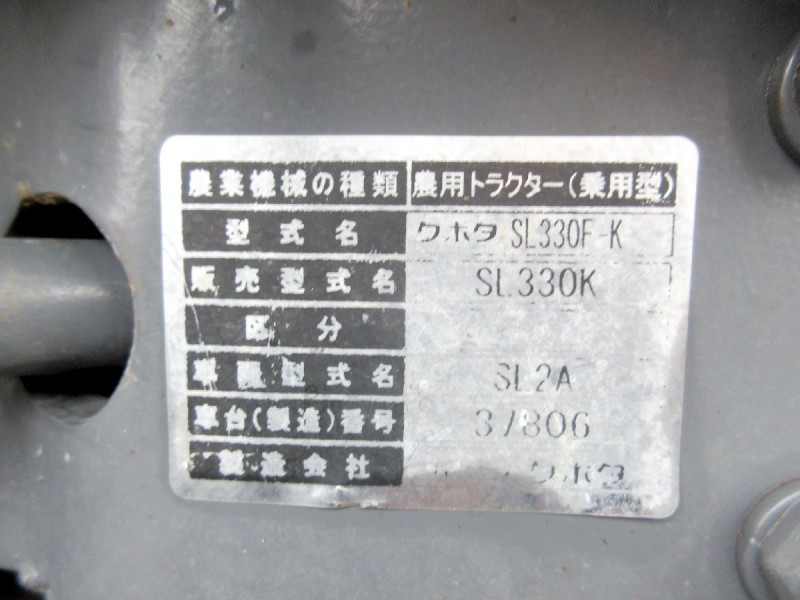 農業機械の種類 農用トラクター(乗用型)
型式名 クボタ SL330F-K
販売型式名 SL330K
区分
車両型式名 SL2A
車台(製造)番号 37806
製造会社 クボタ